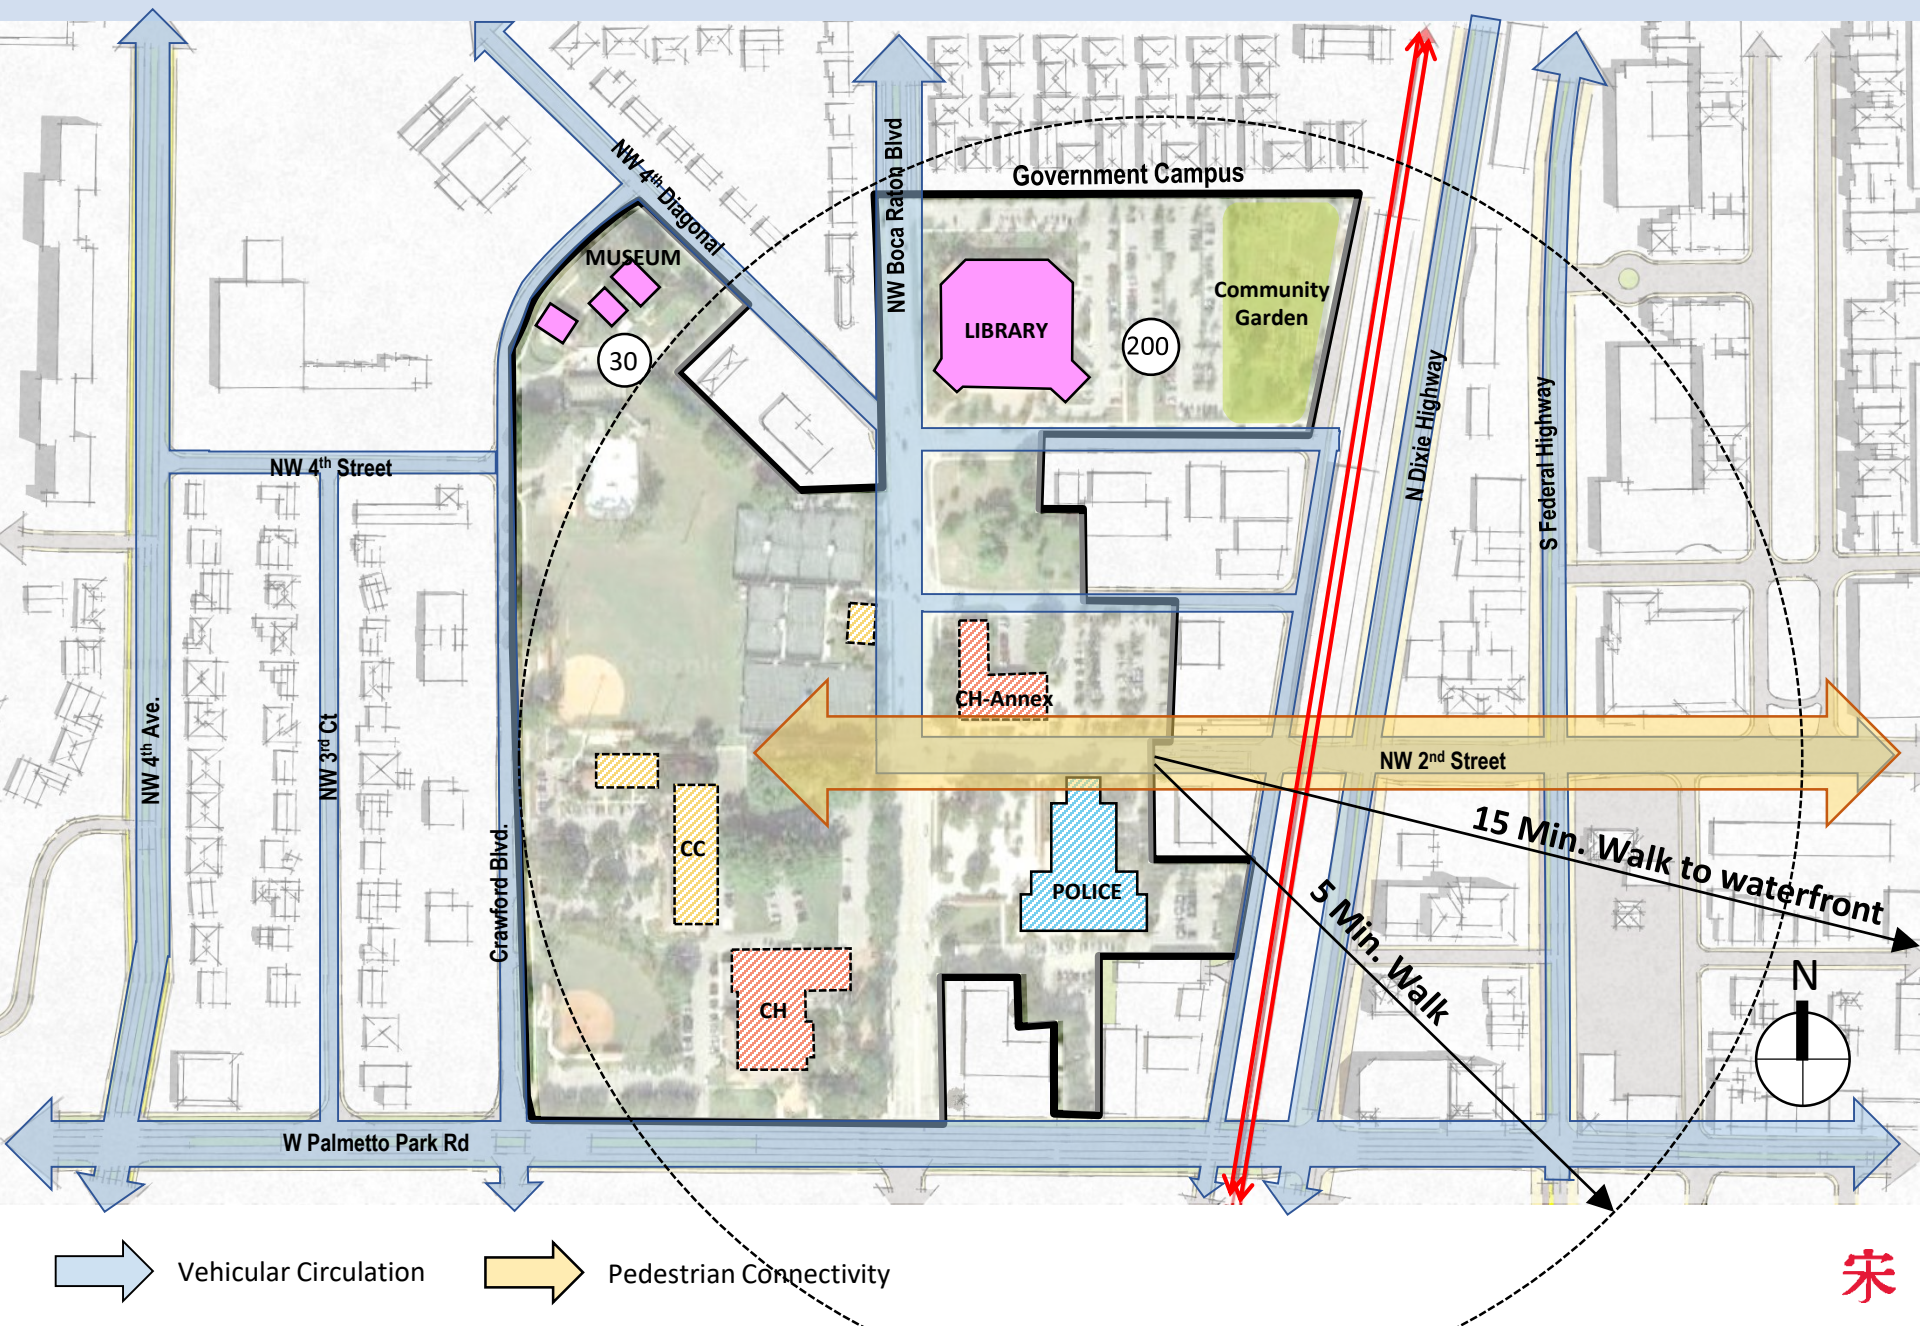 Government Campus
NW 4th Diagonal
NW Boca Raton Blvd
MUSEUM
30
LIBRARY
200
Community
Garden
N Dixie Highway
S Federal Highway
NW 4th Street
NW 4th Ave.
NW 3rd Ct
Crawford Blvd.
CH-Annex
NW 2nd Street
CC
POLICE
15 Min. Walk to waterfront
5 Min. Walk
CH
N
W Palmetto Park Rd
Vehicular Circulation
Pedestrian Connectivity
宋